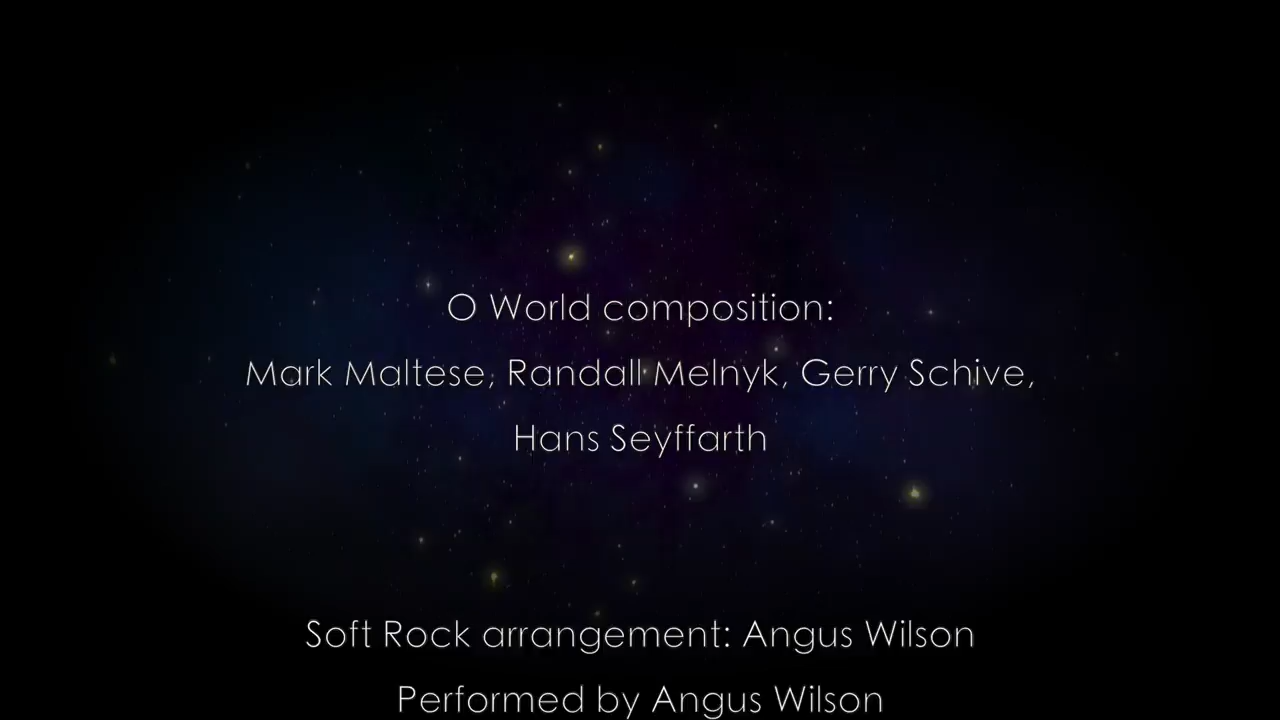 O World composition:
Mark Maltese, Randall Melnyk, Gerry Schive,
Hans Seyffarth
Soft Rock arrangement: Angus Wilson
Performed by Angus Wilson